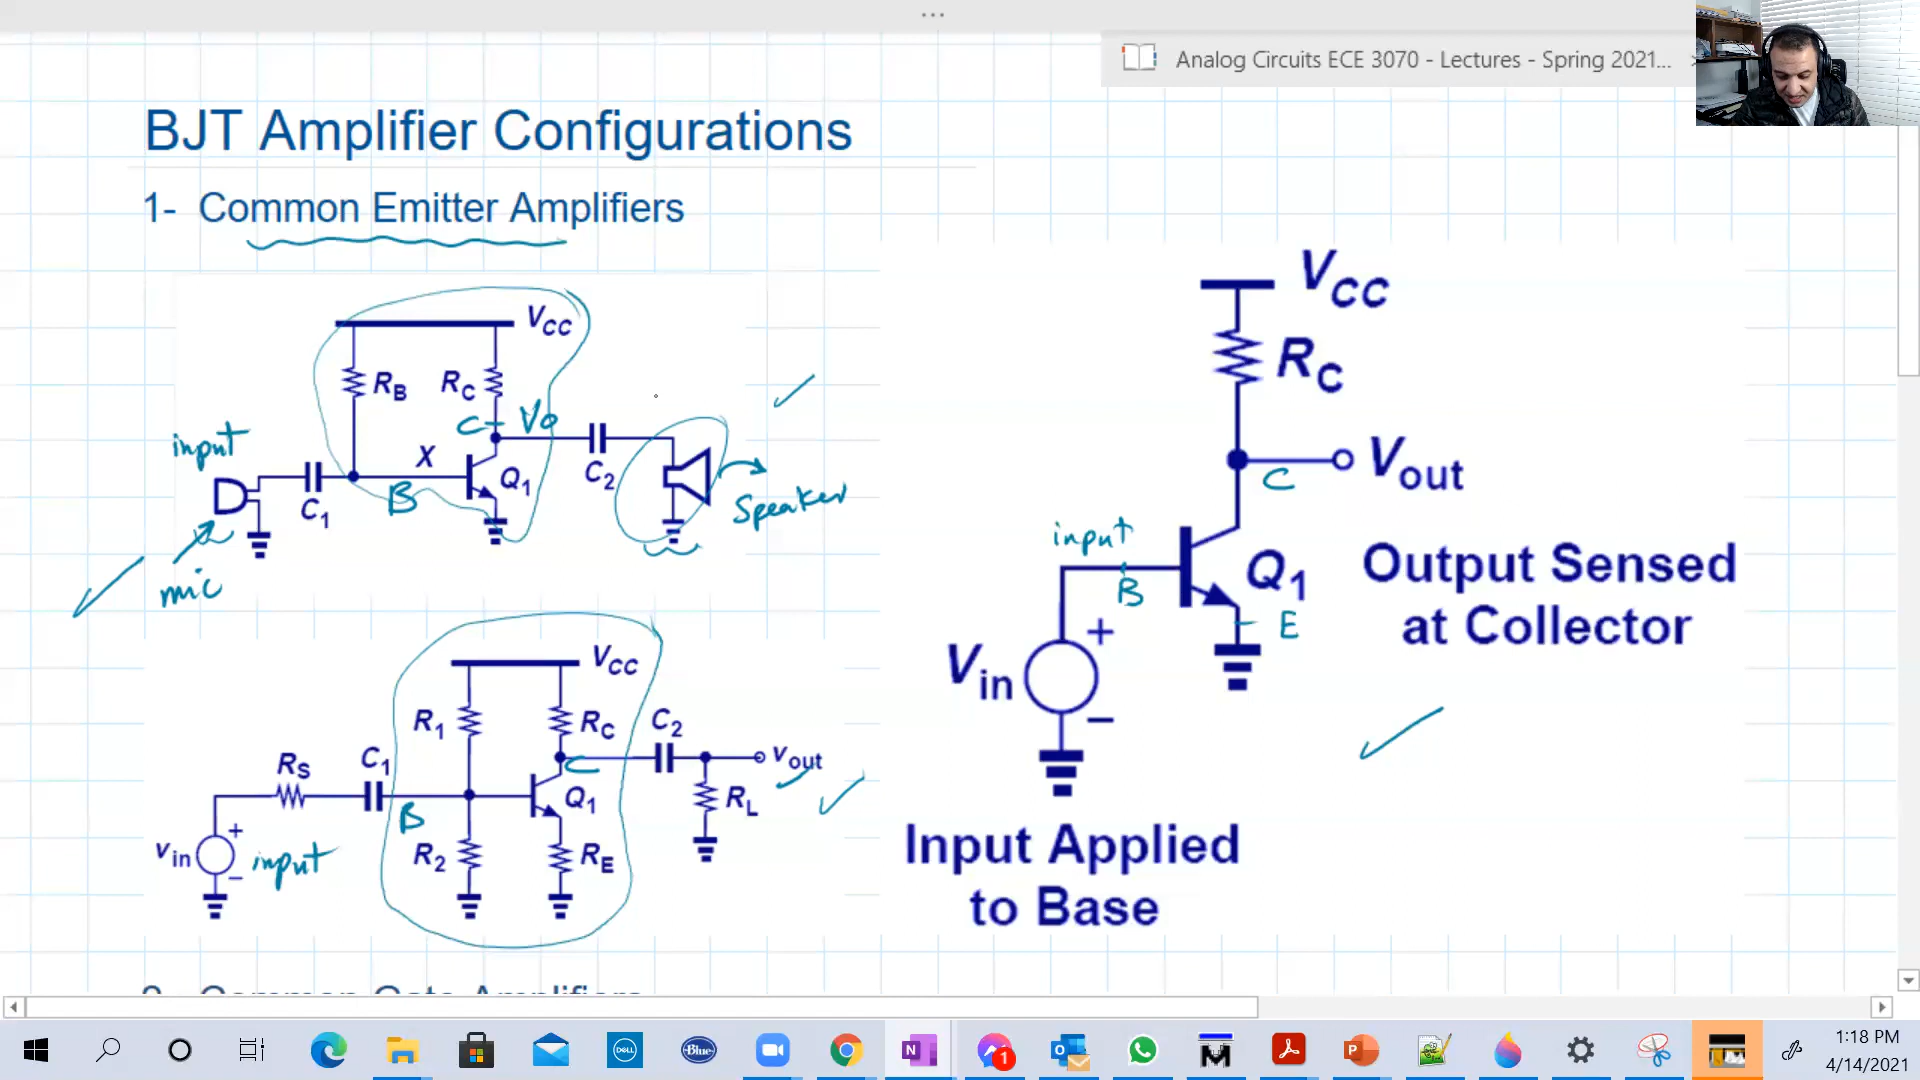 Analog Circuits ECE 3070 - Lectures - Spring 2021...
BJT Amplifier Configurations
1- Common Emitter Amplifiers
VCC
RB
RC
C
Vo
input
X
B
Q1
C1
C2
mic
Speaker
VCC
R1
RC
C2
C
vout
RS
C1
B
Q1
RL
vin
+
−
input
R2
RE
VCC
RC
C
Vout
input
B
Q1
E
Vin
+
−
Output Sensed
at Collector
Input Applied
to Base
DELL
Blue
N
1
P
1:18 PM
4/14/2021